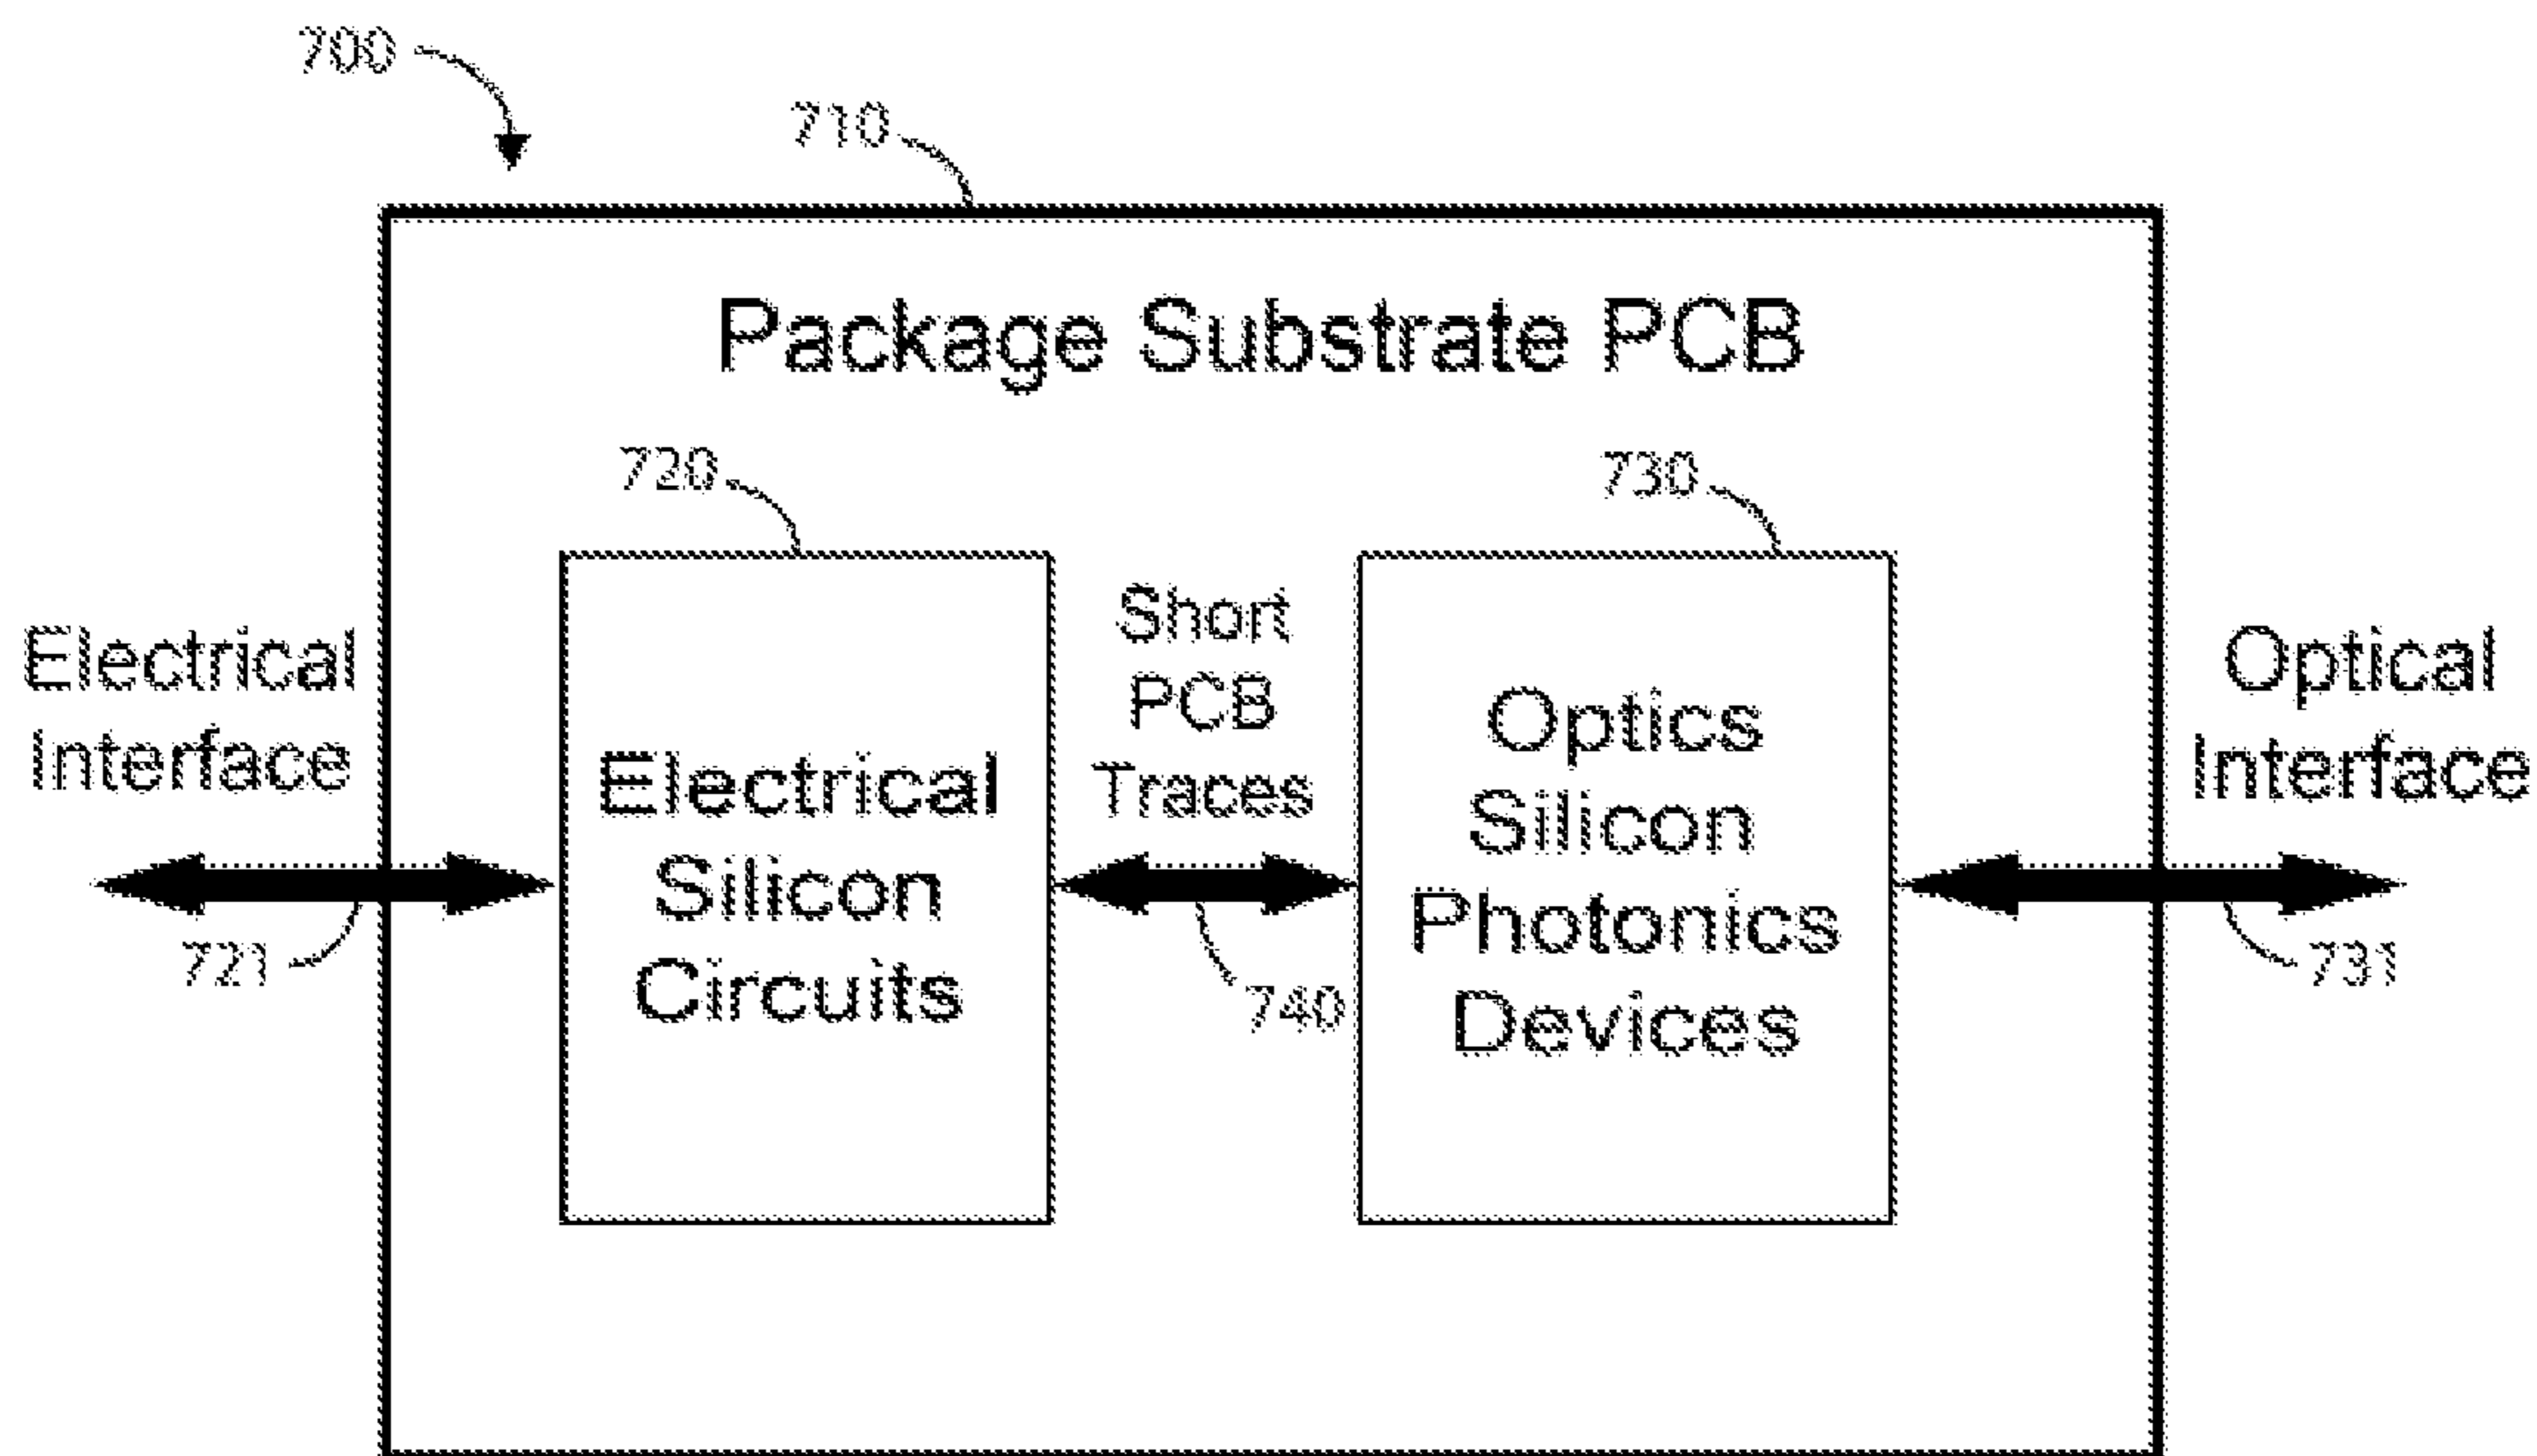 700
710
Package Substrate PCB
720
730
Electrical
Interface
Short
PCB
Traces
Electrical
Silicon
Circuits
Optics
Silicon
Photonics
Devices
Optical
Interface
721
740
731